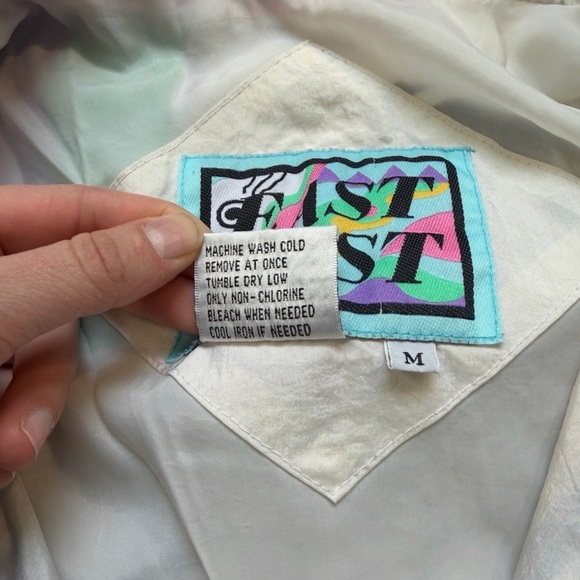 EAST
ST
MACHINE WASH COLD
REMOVE AT ONCE
TUMBLE DRY LOW
ONLY NON-CHLORINE
BLEACH WHEN NEEDED
COOL IRON IF NEEDED
M